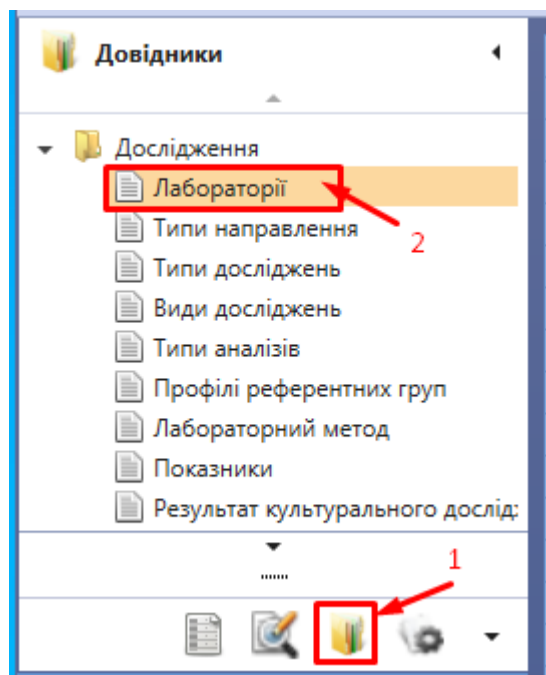 Довідники
Дослідження
Лабораторії
2
Типи направлення
Типи досліджень
Види досліджень
Типи аналізів
Профілі референтних груп
Лабораторний метод
Показники
Результат культурального дослід
1